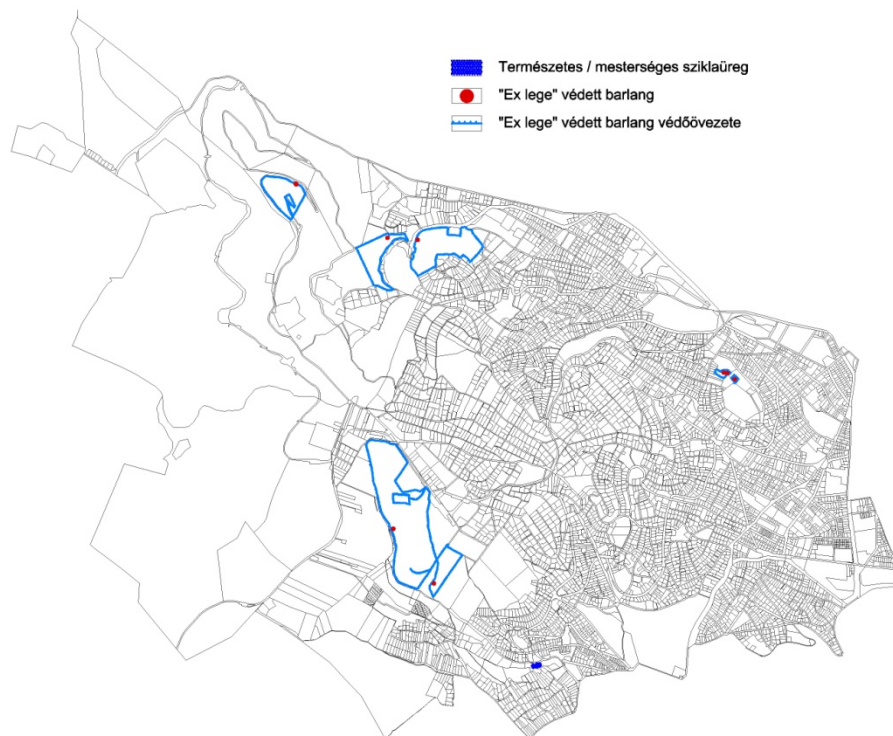 Természetes / mesterséges sziklaüreg
"Ex lege" védett barlang
"Ex lege" védett barlang védőövezete